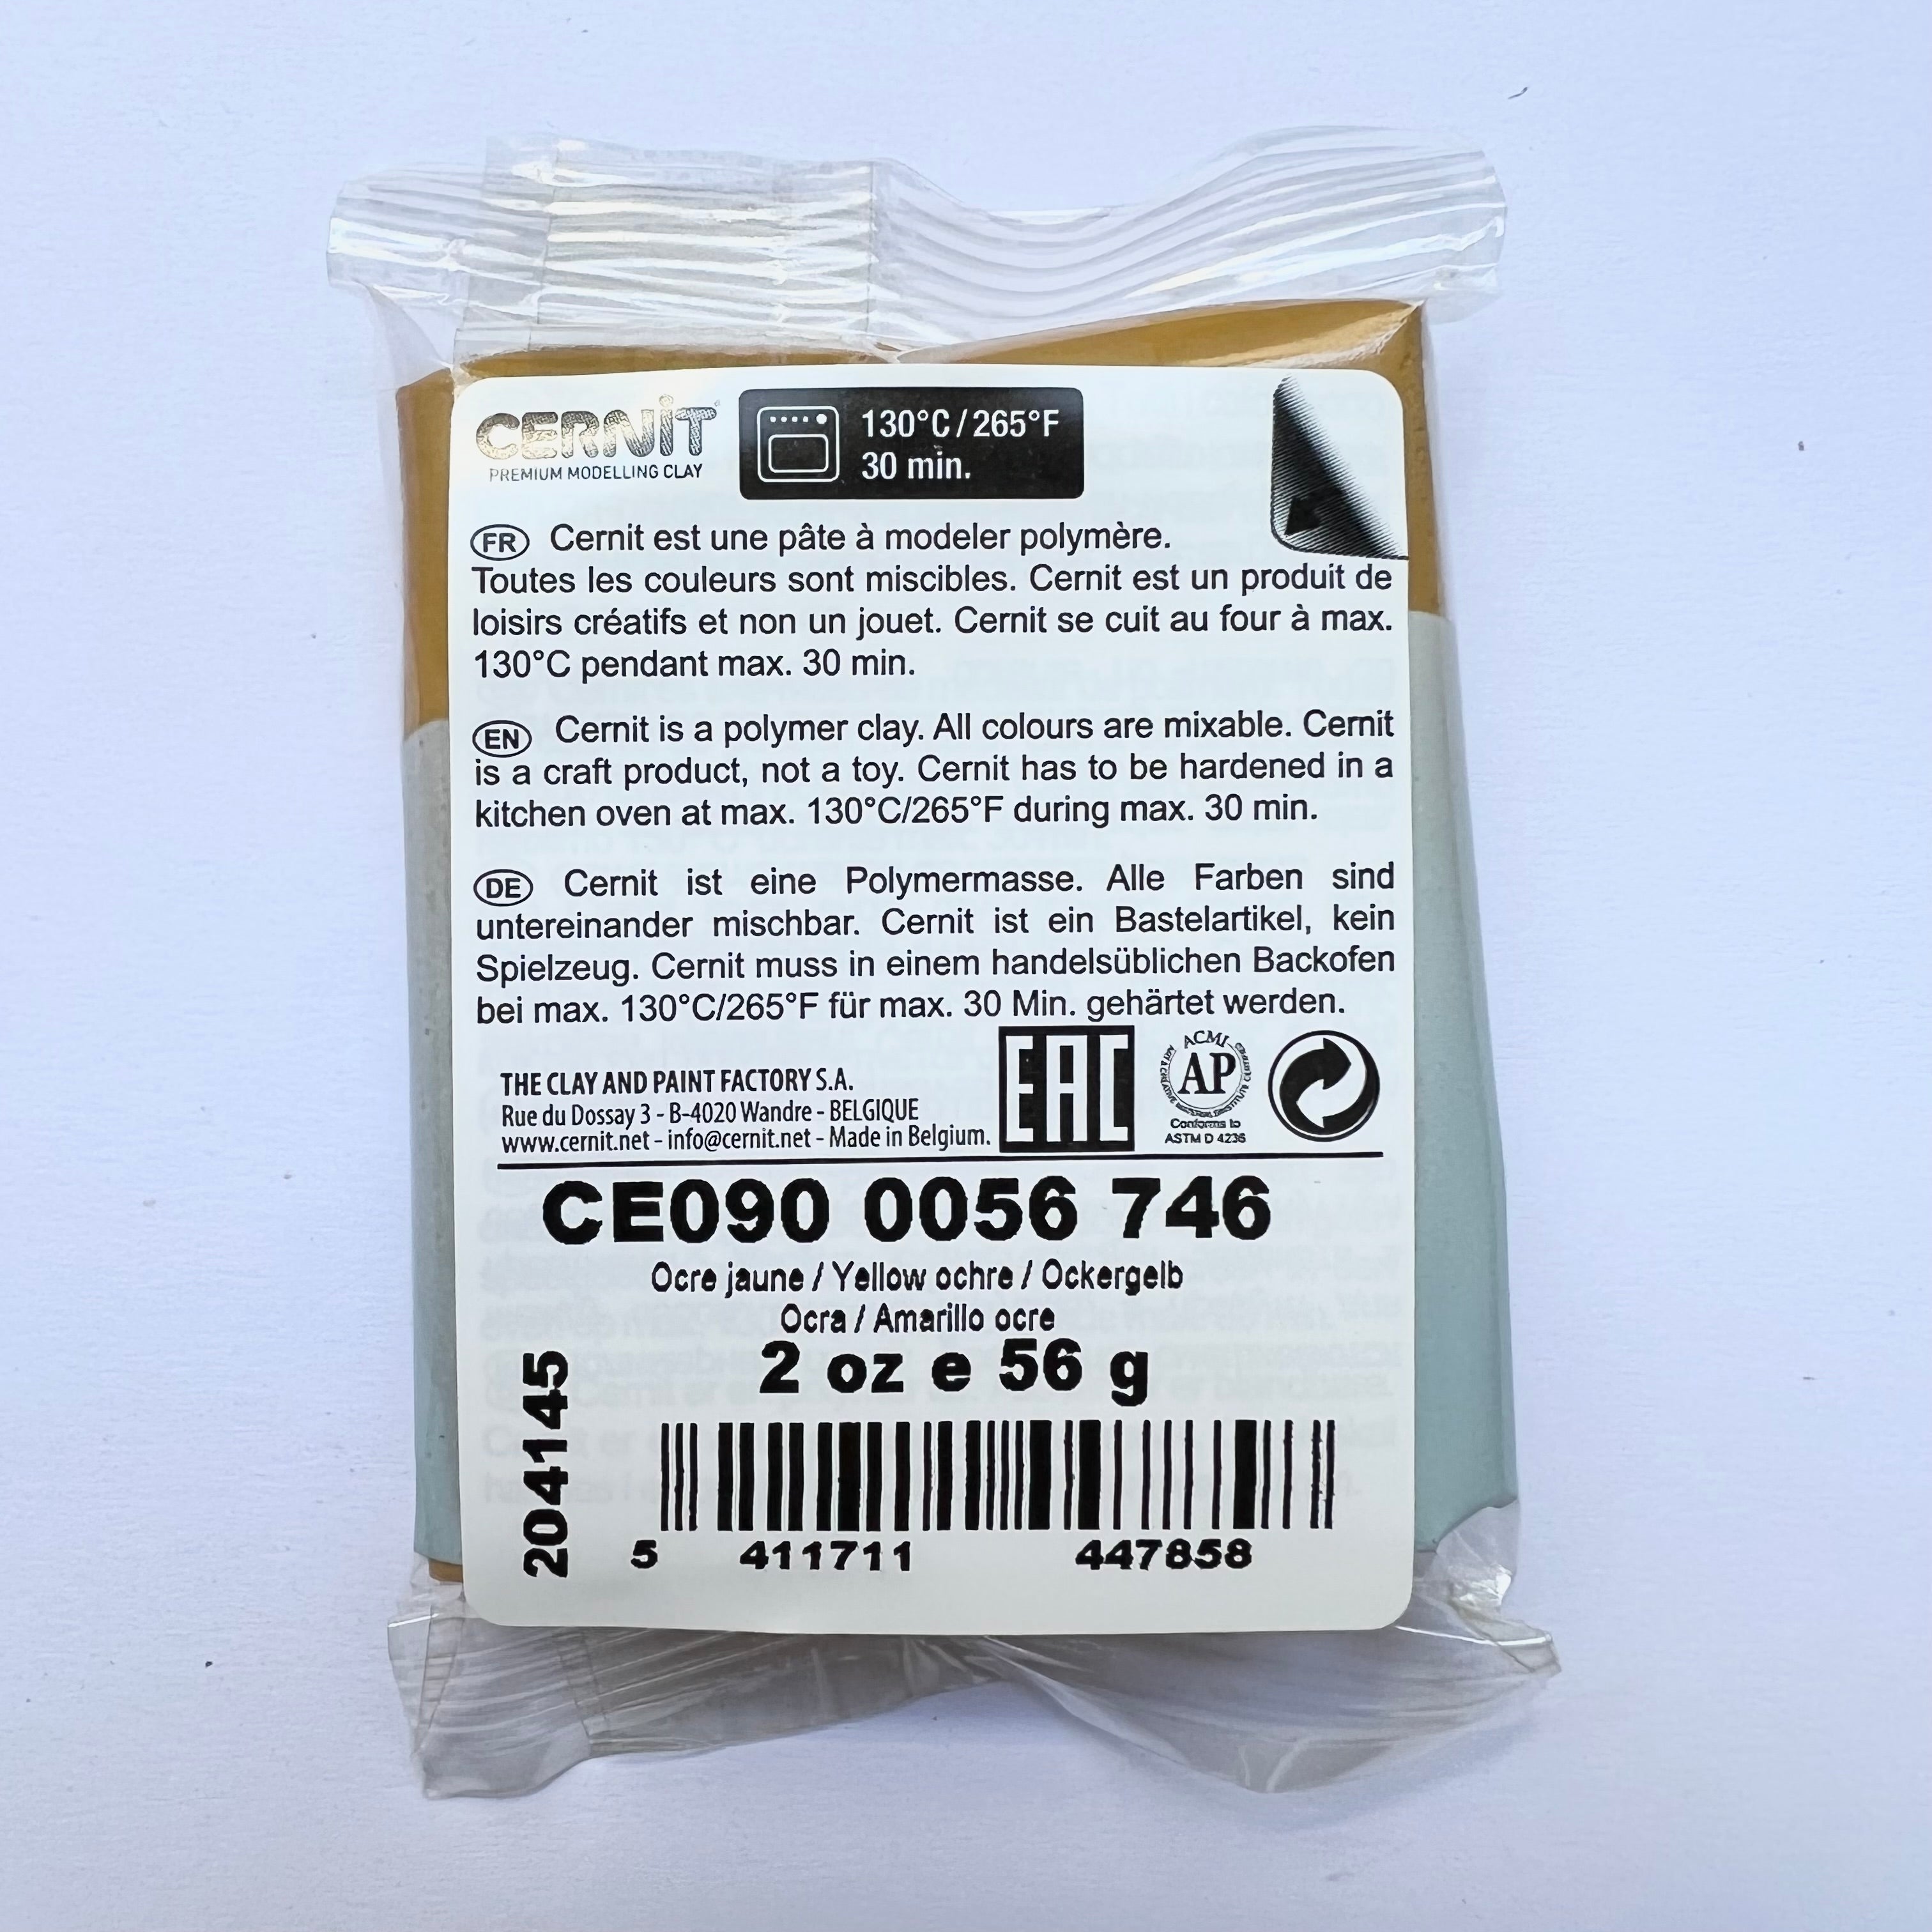 CERNIT
PREMIUM MODELLING CLAY
130°C/265°F
30 min.
FR Cernit est une pâte à modeler polymère.
Toutes les couleurs sont miscibles. Cernit est un produit de
loisirs créatifs et non un jouet. Cernit se cuit au four à max.
130°C pendant max. 30 min.
EN Cernit is a polymer clay. All colours are mixable. Cernit
is a craft product, not a toy. Cernit has to be hardened in a
kitchen oven at max. 130°C/265°F during max. 30 min.
DE Cernit ist eine Polymermasse. Alle Farben sind
untereinander mischbar. Cernit ist ein Bastelartikel, kein
Spielzeug. Cernit muss in einem handelsüblichen Backofen
bei max. 130°C/265°F für max. 30 Min. gehärtet werden.
THE CLAY AND PAINT FACTORY S.A.
Rue du Dossay 3 - B-4020 Wandre - BELGIQUE
www.cernit.net - info@cernit.net - Made in Belgium.
EAC
ACMI
AP
Conforms to
ASTM D 4236
CE090 0056 746
Ocre jaune / Yellow ochre / Ockergelb
Ocra / Amarillo ocre
2 oz e 56 g
204145
5 411711 447858